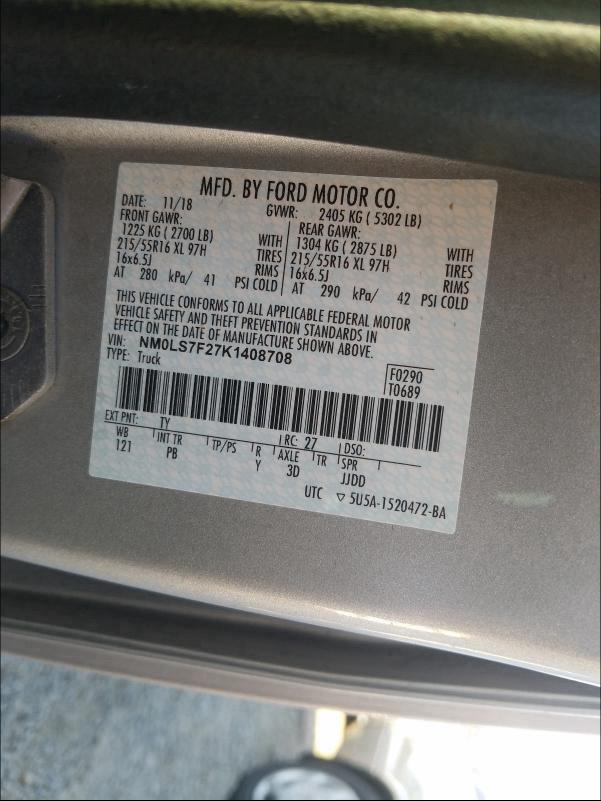 MFD. BY FORD MOTOR CO.
DATE: 11/18 GVWR: 2405 KG ( 5302 LB)
FRONT GAWR: REAR GAWR:
1225 KG ( 2700 LB) WITH 1304 KG ( 2875 LB) WITH
215/55R16 XL 97H TIRES 215/55R16 XL 97H TIRES
16x6.5J RIMS 16x6.5J RIMS
AT 280 kPa/ 41 PSI COLD AT 290 kPa/ 42 PSI COLD
THIS VEHICLE CONFORMS TO ALL APPLICABLE FEDERAL MOTOR
VEHICLE SAFETY AND THEFT PREVENTION STANDARDS IN
EFFECT ON THE DATE OF MANUFACTURE SHOWN ABOVE.
VIN: NM0LS7F27K1408708
TYPE: Truck F0290
T0689
EXT PNT: TY RC: 27 DSO:
WB INT TR TP/PS R AXLE TR SPR
121 PB Y 3D JJDD
UTC ▽ 5U5A-1520472-BA